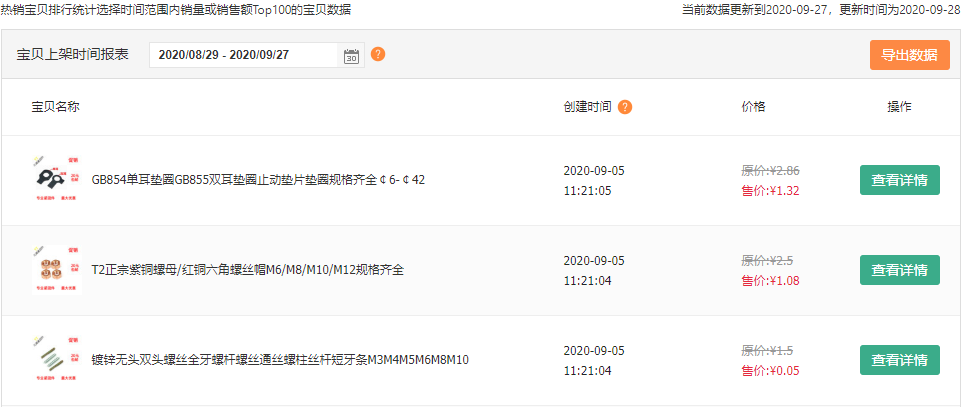 热销宝贝排行统计选择时间范围内销量或销售额Top100的宝贝数据
当前数据更新到2020-09-27，更新时间为2020-09-28
宝贝上架时间报表
2020/08/29 - 2020/09/27
30
?
导出数据
宝贝名称
创建时间
?
价格
操作
促销
GB854单耳垫圈GB855双耳垫圈止动垫片垫圈规格齐全￠6-￠42
2020-09-05
11:21:05
原价:¥2.86
售价:¥1.32
查看详情
促销
T2正宗紫铜螺母/红铜六角螺丝帽M6/M8/M10/M12规格齐全
2020-09-05
11:21:04
原价:¥2.5
售价:¥1.08
查看详情
促销
镀锌无头双头螺丝全牙螺杆螺丝通丝螺柱丝杆短牙条M3M4M5M6M8M10
2020-09-05
11:21:04
原价:¥1.5
售价:¥0.05
查看详情